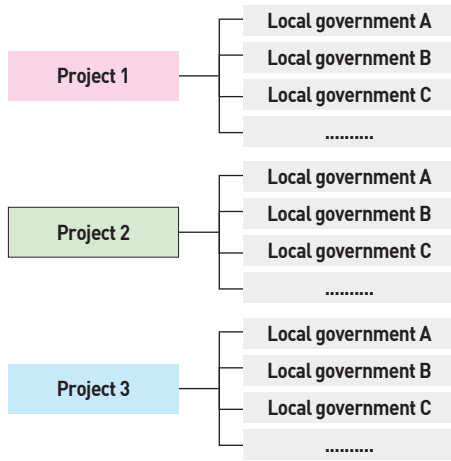 Project 1
Local government A
Local government B
Local government C
..........
Project 2
Local government A
Local government B
Local government C
..........
Project 3
Local government A
Local government B
Local government C
..........